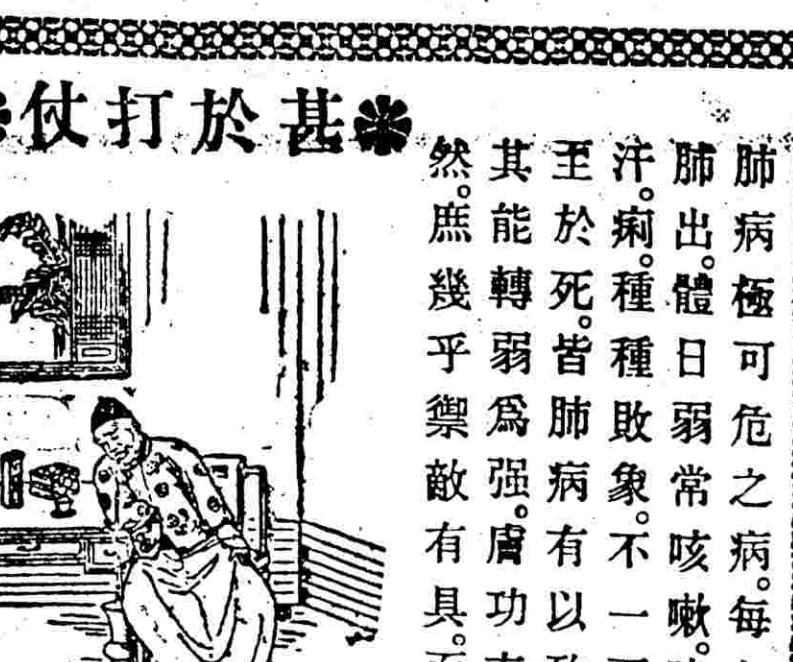 肺病極可危之病。每
肺出。體日弱常咳嗽。
汗。痢。種種敗象。不一
至於死。皆肺病有以
其能轉弱爲强。膚功
然。庶幾乎禦敵有具。
甚於打仗